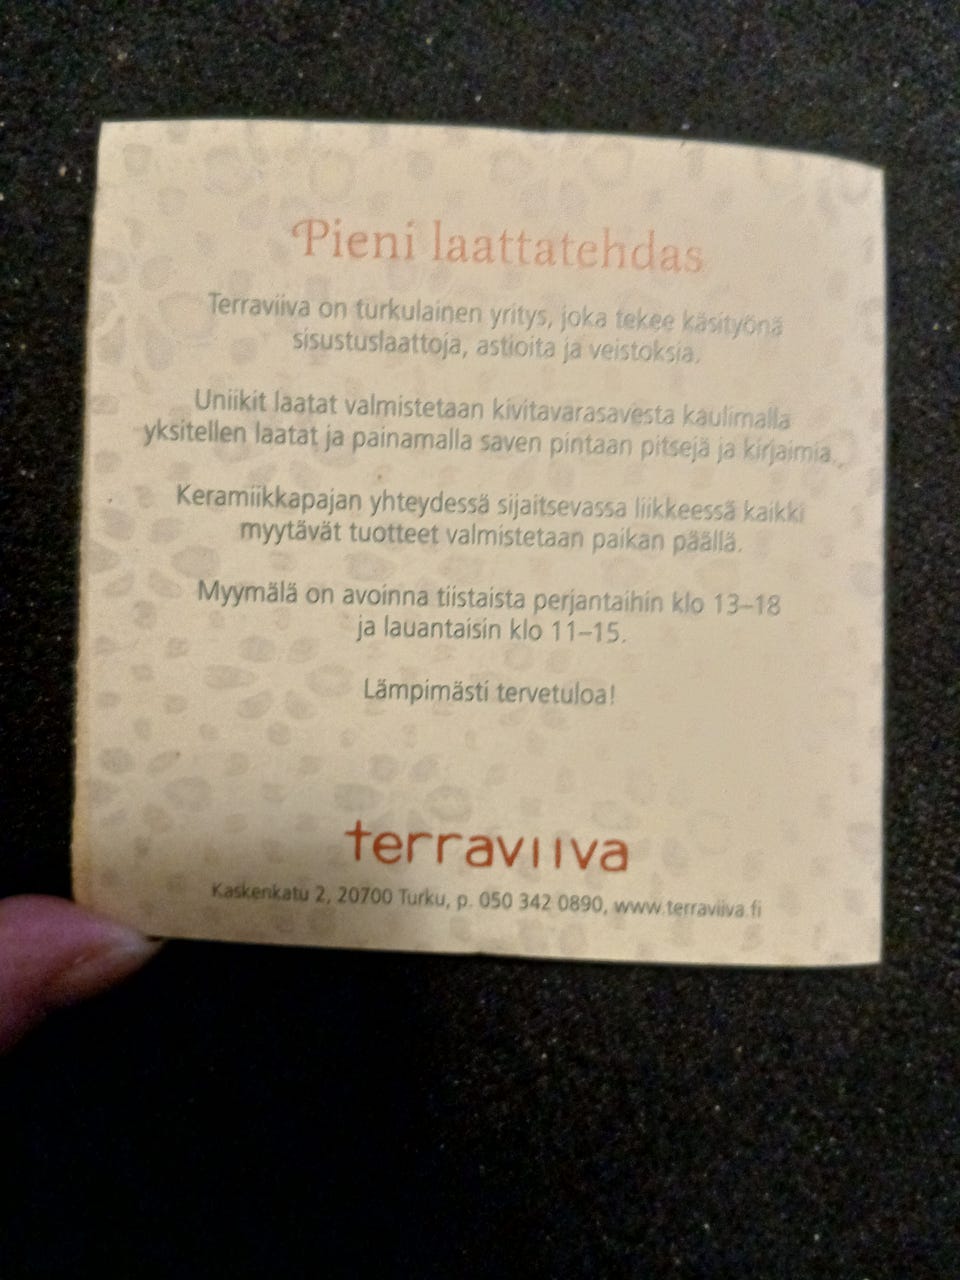 Pieni laattatehdas
Terraviiva on turkulainen yritys, joka tekee käsityönä
sisustuslaattoja, astioita ja veistoksia.
Uniikit laatat valmistetaan kivitavarasavesta kaulimalla
yksitellen laatat ja painamalla saven pintaan pitsejä ja kirjaimia.
Keramiikkapajan yhteydessä sijaitsevassa liikkeessä kaikki
myytävät tuotteet valmistetaan paikan päällä.
Myymälä on avoinna tiistaista perjantaihin klo 13–18
ja lauantaisin klo 11–15.
Lämpimästi tervetuloa!
terraviiva
Kaskenkatu 2, 20700 Turku, p. 050 342 0890, www.terraviiva.fi